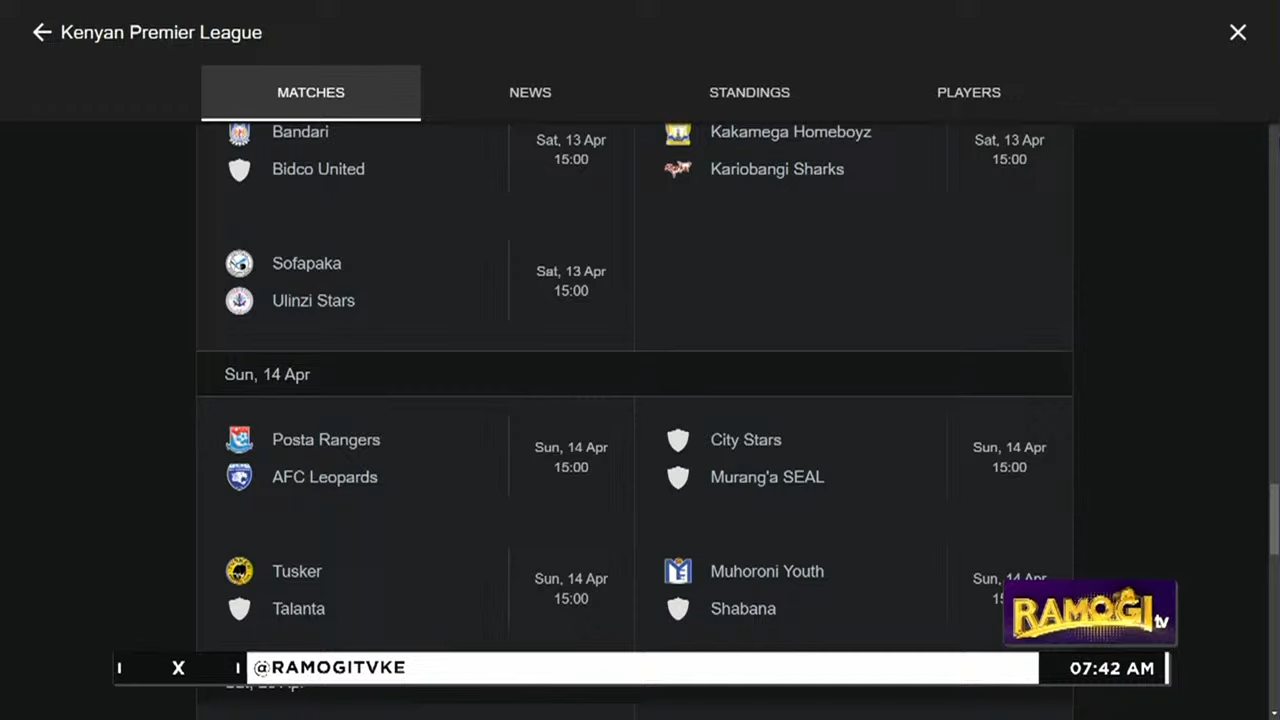 Kenyan Premier League
MATCHES
NEWS
STANDINGS
PLAYERS
Bandari
Bidco United
Sat, 13 Apr
15:00
Kakamega Homeboyz
Kariobangi Sharks
Sat, 13 Apr
15:00
Sofapaka
Ulinzi Stars
Sat, 13 Apr
15:00
Sun, 14 Apr
Posta Rangers
AFC Leopards
Sun, 14 Apr
15:00
City Stars
Murang'a SEAL
Sun, 14 Apr
15:00
Tusker
Talanta
Sun, 14 Apr
15:00
Muhoroni Youth
Shabana
Sun, 14 Apr
RAMOGI tv
X
@RAMOGITVKE
07:42 AM